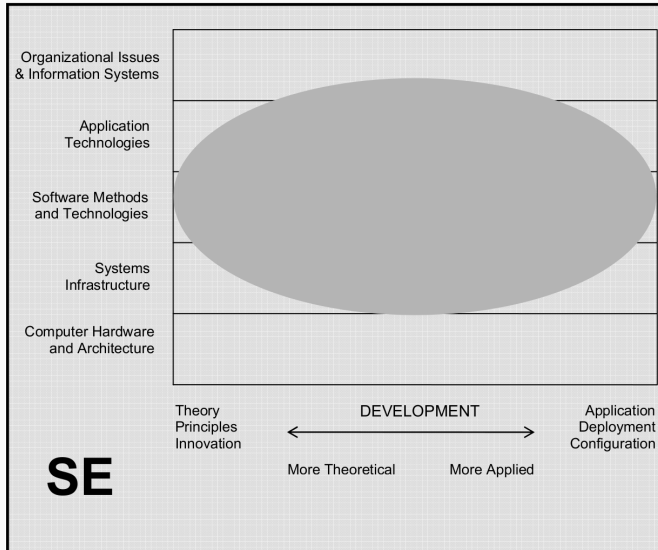 Organizational Issues
& Information Systems
Application
Technologies
Software Methods
and Technologies
Systems
Infrastructure
Computer Hardware
and Architecture
Theory
Principles
Innovation
DEVELOPMENT
Application
Deployment
Configuration
More Theoretical
More Applied
SE